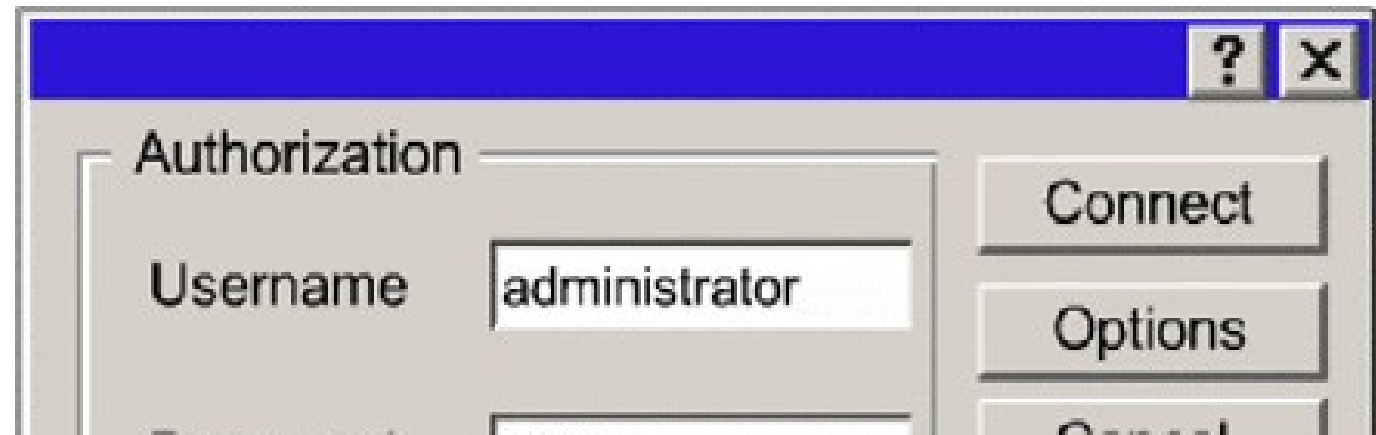 ?
X
Authorization
Connect
Username
administrator
Options